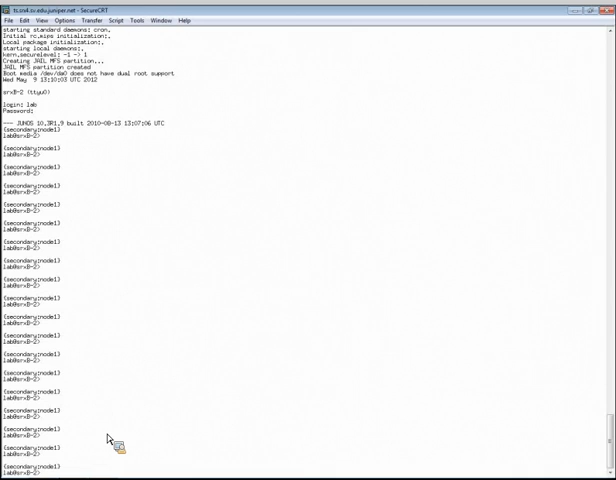 ts.sn4.sv.edu.juniper.net - SecureCRT
File Edit View Options Transfer Script Tools Window Help
starting standard daemons: cron.
Initial rc.mips initialization:.
Local package initialization:.
starting local daemons:.
kern.securelevel: -1 -> 1
Creating JAIL MFS partition...
JAIL MFS partition created
Boot media /dev/da0 does not have dual root support
Wed May  9 13:10:03 UTC 2012
srxB-2 (ttyu0)
login: lab
Password:
--- JUNOS 10.3R1.9 built 2010-08-13 13:07:06 UTC
{secondary:node1}
lab@srxB-2>
{secondary:node1}
lab@srxB-2>
{secondary:node1}
lab@srxB-2>
{secondary:node1}
lab@srxB-2>
{secondary:node1}
lab@srxB-2>
{secondary:node1}
lab@srxB-2>
{secondary:node1}
lab@srxB-2>
{secondary:node1}
lab@srxB-2>
{secondary:node1}
lab@srxB-2>
{secondary:node1}
lab@srxB-2>
{secondary:node1}
lab@srxB-2>
{secondary:node1}
lab@srxB-2>
{secondary:node1}
lab@srxB-2>
{secondary:node1}
lab@srxB-2>
{secondary:node1}
lab@srxB-2>
{secondary:node1}
lab@srxB-2>
{secondary:node1}
lab@srxB-2>
{secondary:node1}
lab@srxB-2>
{secondary:node1}
lab@srxB-2>